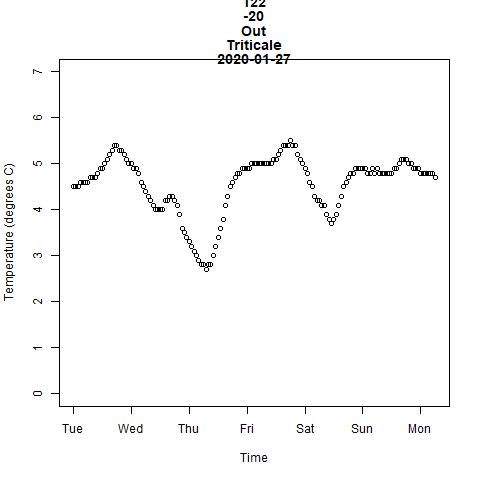 122
-20
Out
Triticale
2020-01-27
7
6
5
4
3
2
1
0
Temperature (degrees C)
Tue Wed Thu Fri Sat Sun Mon
Time